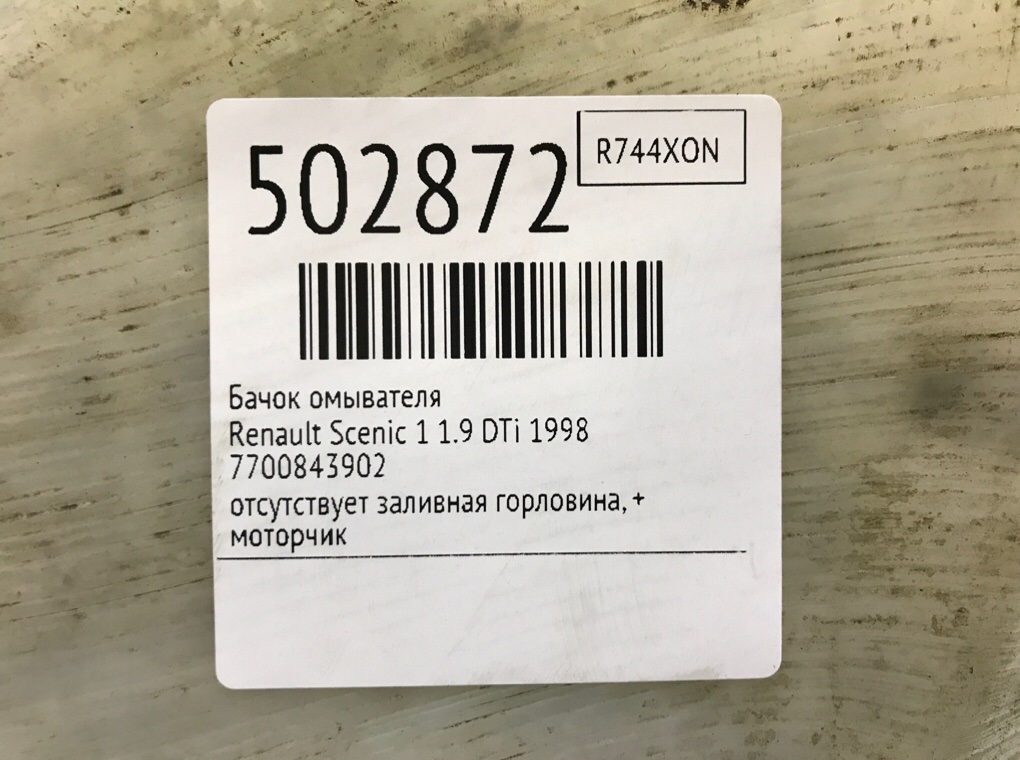 502872
R744XON
Бачок омывателя
Renault Scenic 1 1.9 DTi 1998
7700843902
отсутствует заливная горловина, +
моторчик